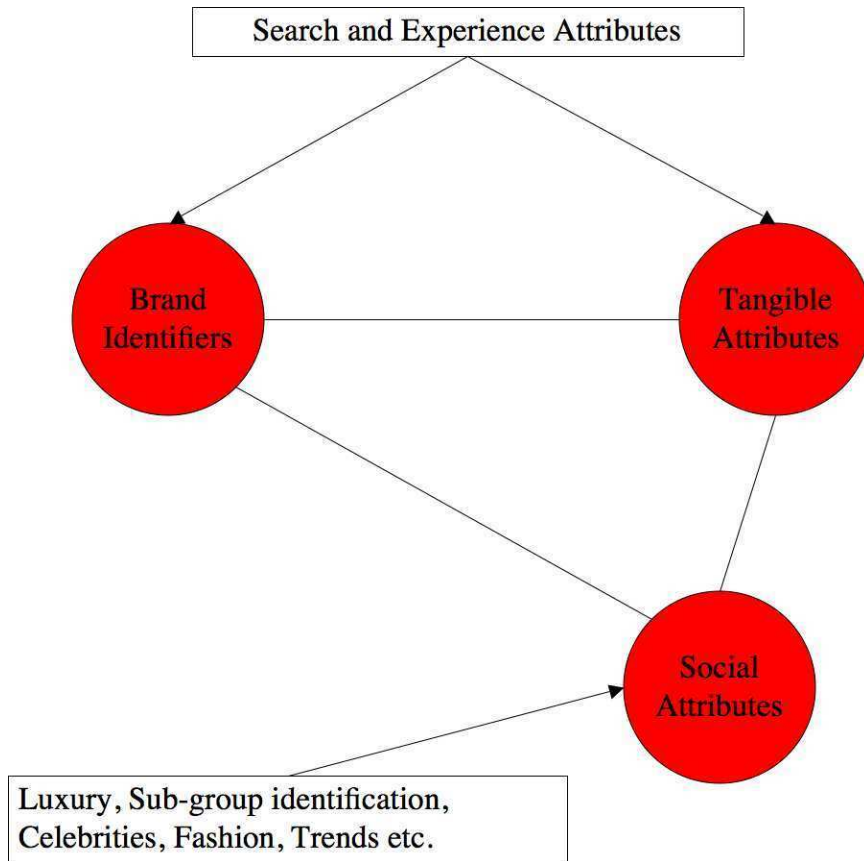 Search and Experience Attributes
Brand
Identifiers
Tangible
Attributes
Social
Attributes
Luxury, Sub-group identification,
Celebrities, Fashion, Trends etc.